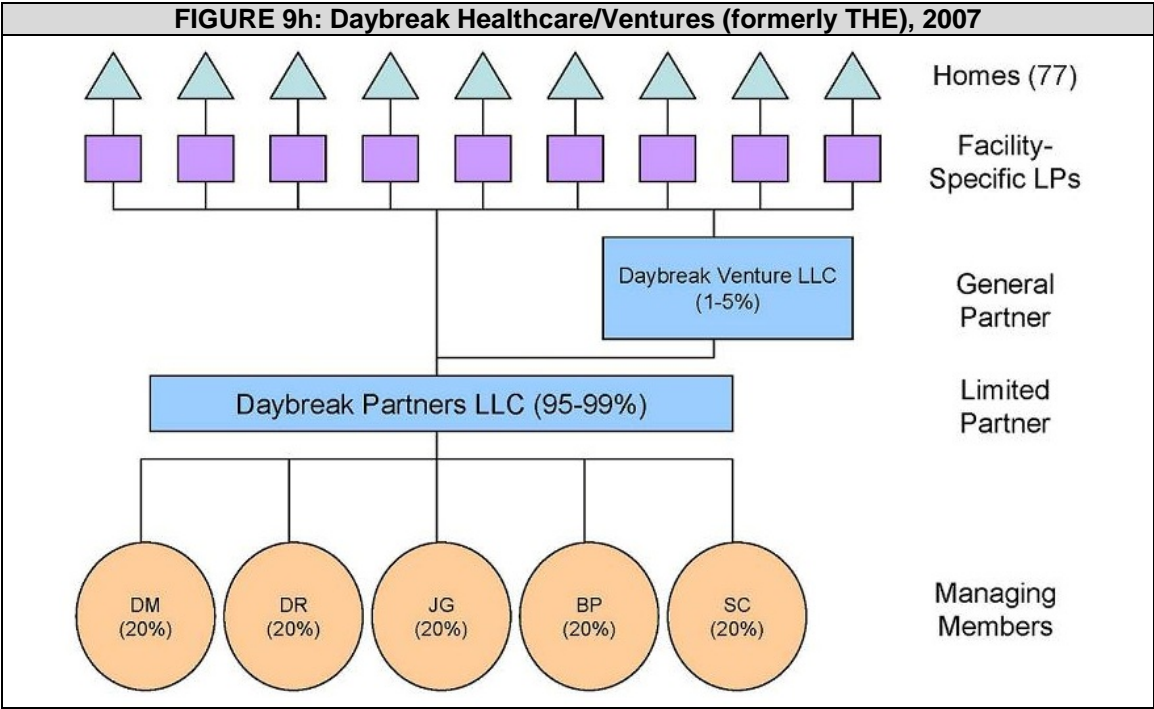 FIGURE 9h: Daybreak Healthcare/Ventures (formerly THE), 2007
Homes (77)
Facility-
Specific LPs
Daybreak Venture LLC
(1-5%)
General
Partner
Daybreak Partners LLC (95-99%)
Limited
Partner
DM
(20%)
DR
(20%)
JG
(20%)
BP
(20%)
SC
(20%)
Managing
Members